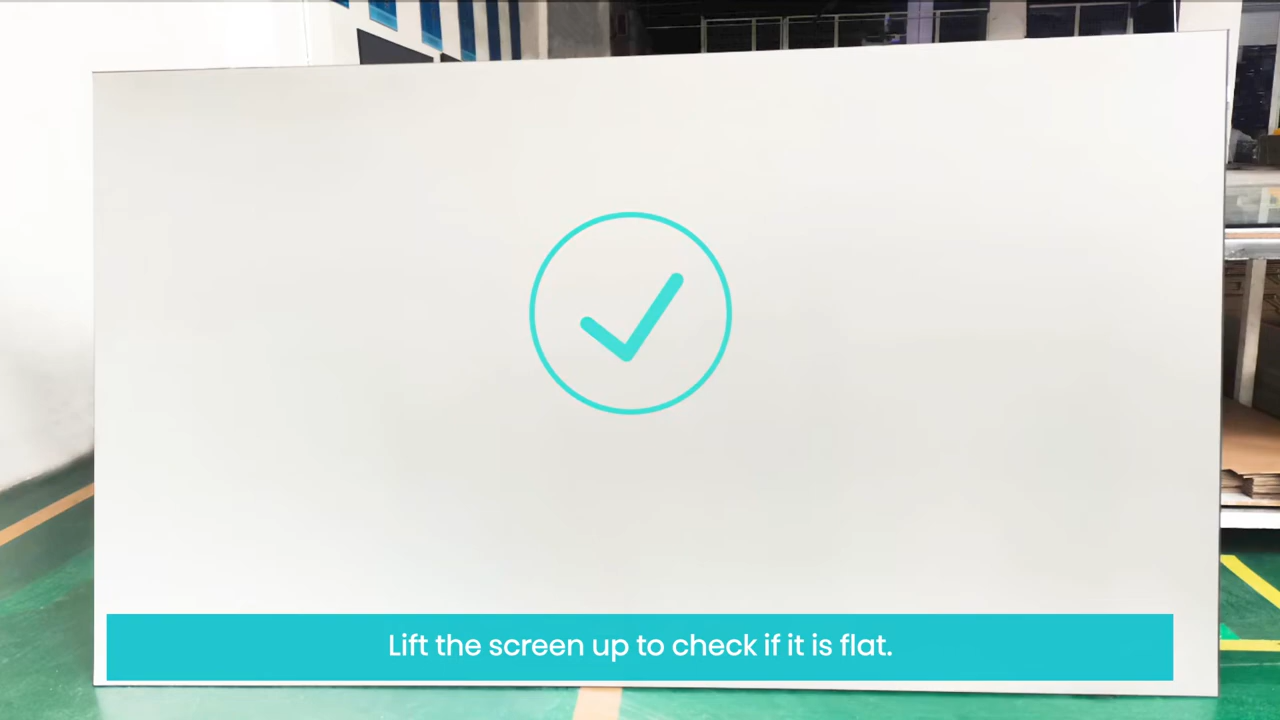 Lift the screen up to check if it is flat.